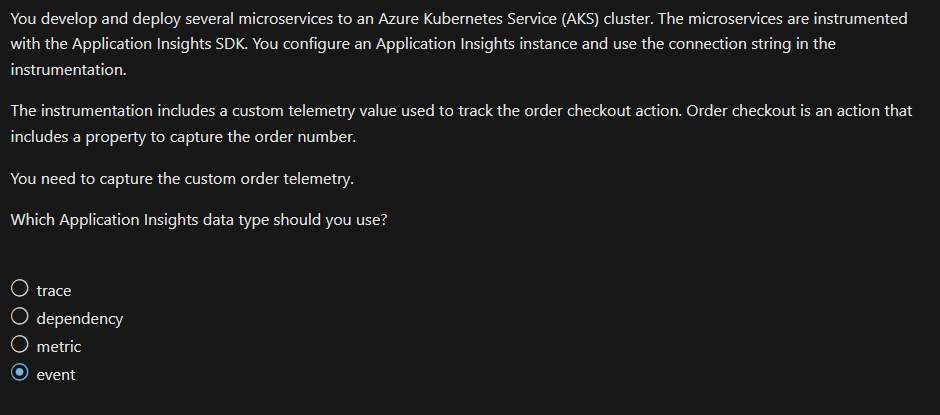 You develop and deploy several microservices to an Azure Kubernetes Service (AKS) cluster. The microservices are instrumented
with the Application Insights SDK. You configure an Application Insights instance and use the connection string in the
instrumentation.
The instrumentation includes a custom telemetry value used to track the order checkout action. Order checkout is an action that
includes a property to capture the order number.
You need to capture the custom order telemetry.
Which Application Insights data type should you use?
trace
dependency
metric
event